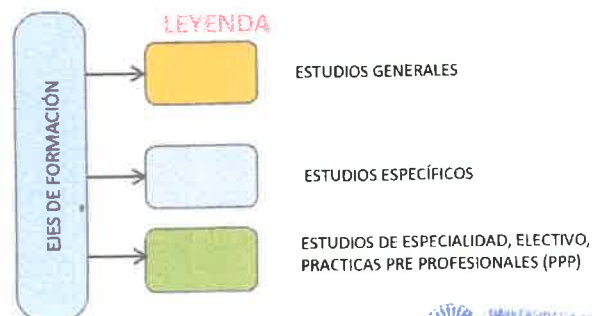 LEYENDA
EJES DE FORMACIÓN
ESTUDIOS GENERALES
ESTUDIOS ESPECÍFICOS
ESTUDIOS DE ESPECIALIDAD, ELECTIVO,
PRACTICAS PRE PROFESIONALES (PPP)